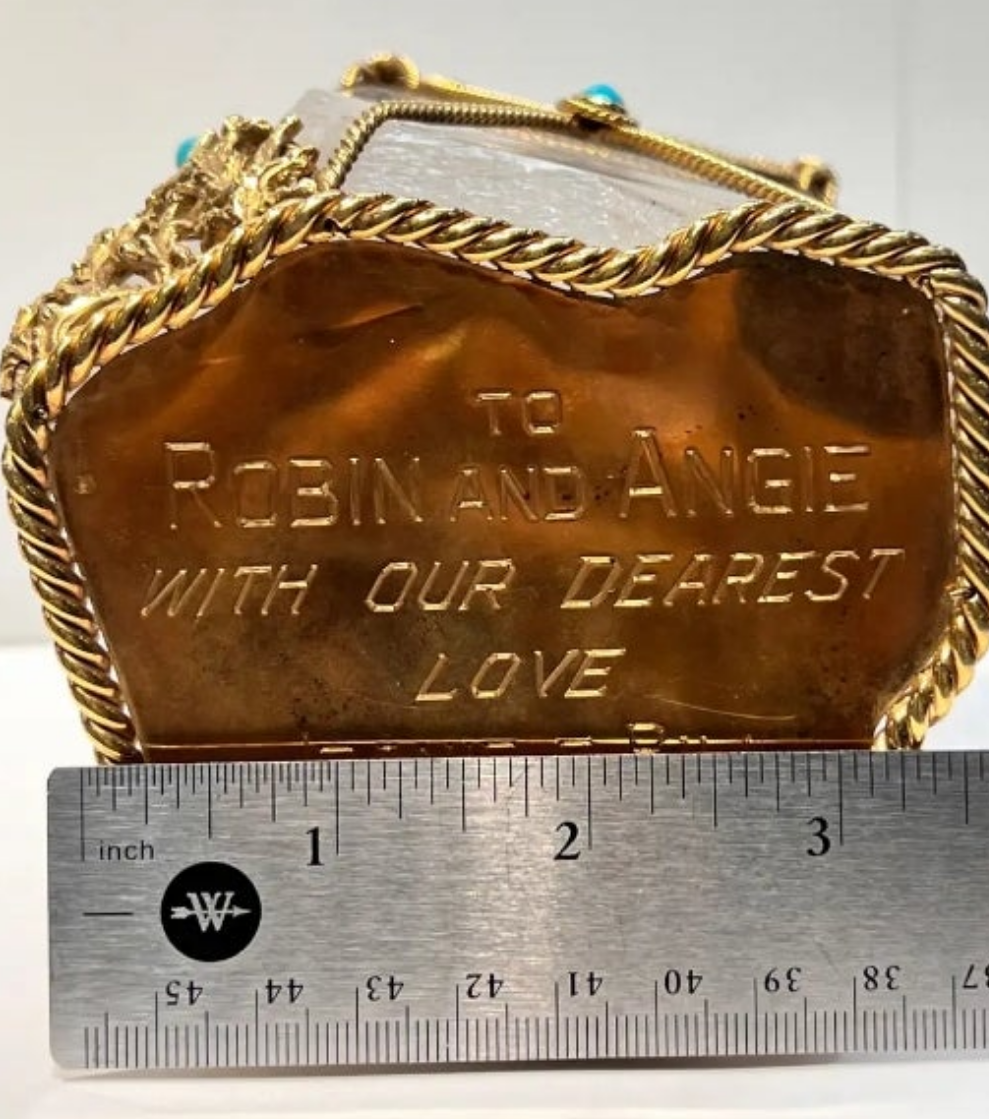 TO
ROBIN AND ANGIE
WITH OUR DEAREST
LOVE
1 2 3
inch
W
45 44 43 42 41 40 39 38 37